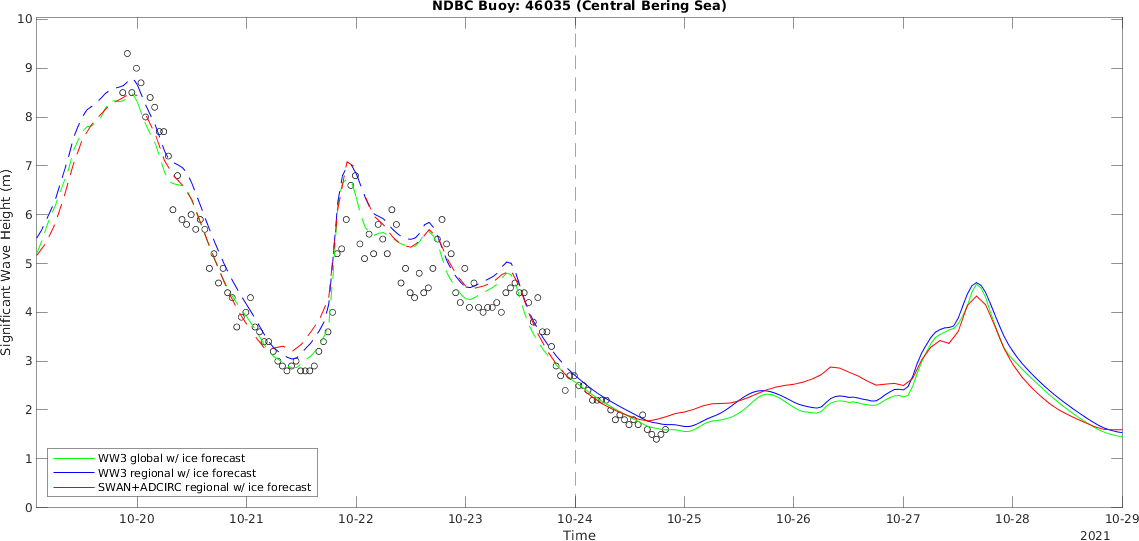 NDBC Buoy: 46035 (Central Bering Sea)
10
9
8
7
6
5
4
3
2
1
0
Significant Wave Height (m)
WW3 global w/ ice forecast
WW3 regional w/ ice forecast
SWAN+ADCIRC regional w/ ice forecast
10-20 10-21 10-22 10-23 10-24 10-25 10-26 10-27 10-28 10-29
Time
2021